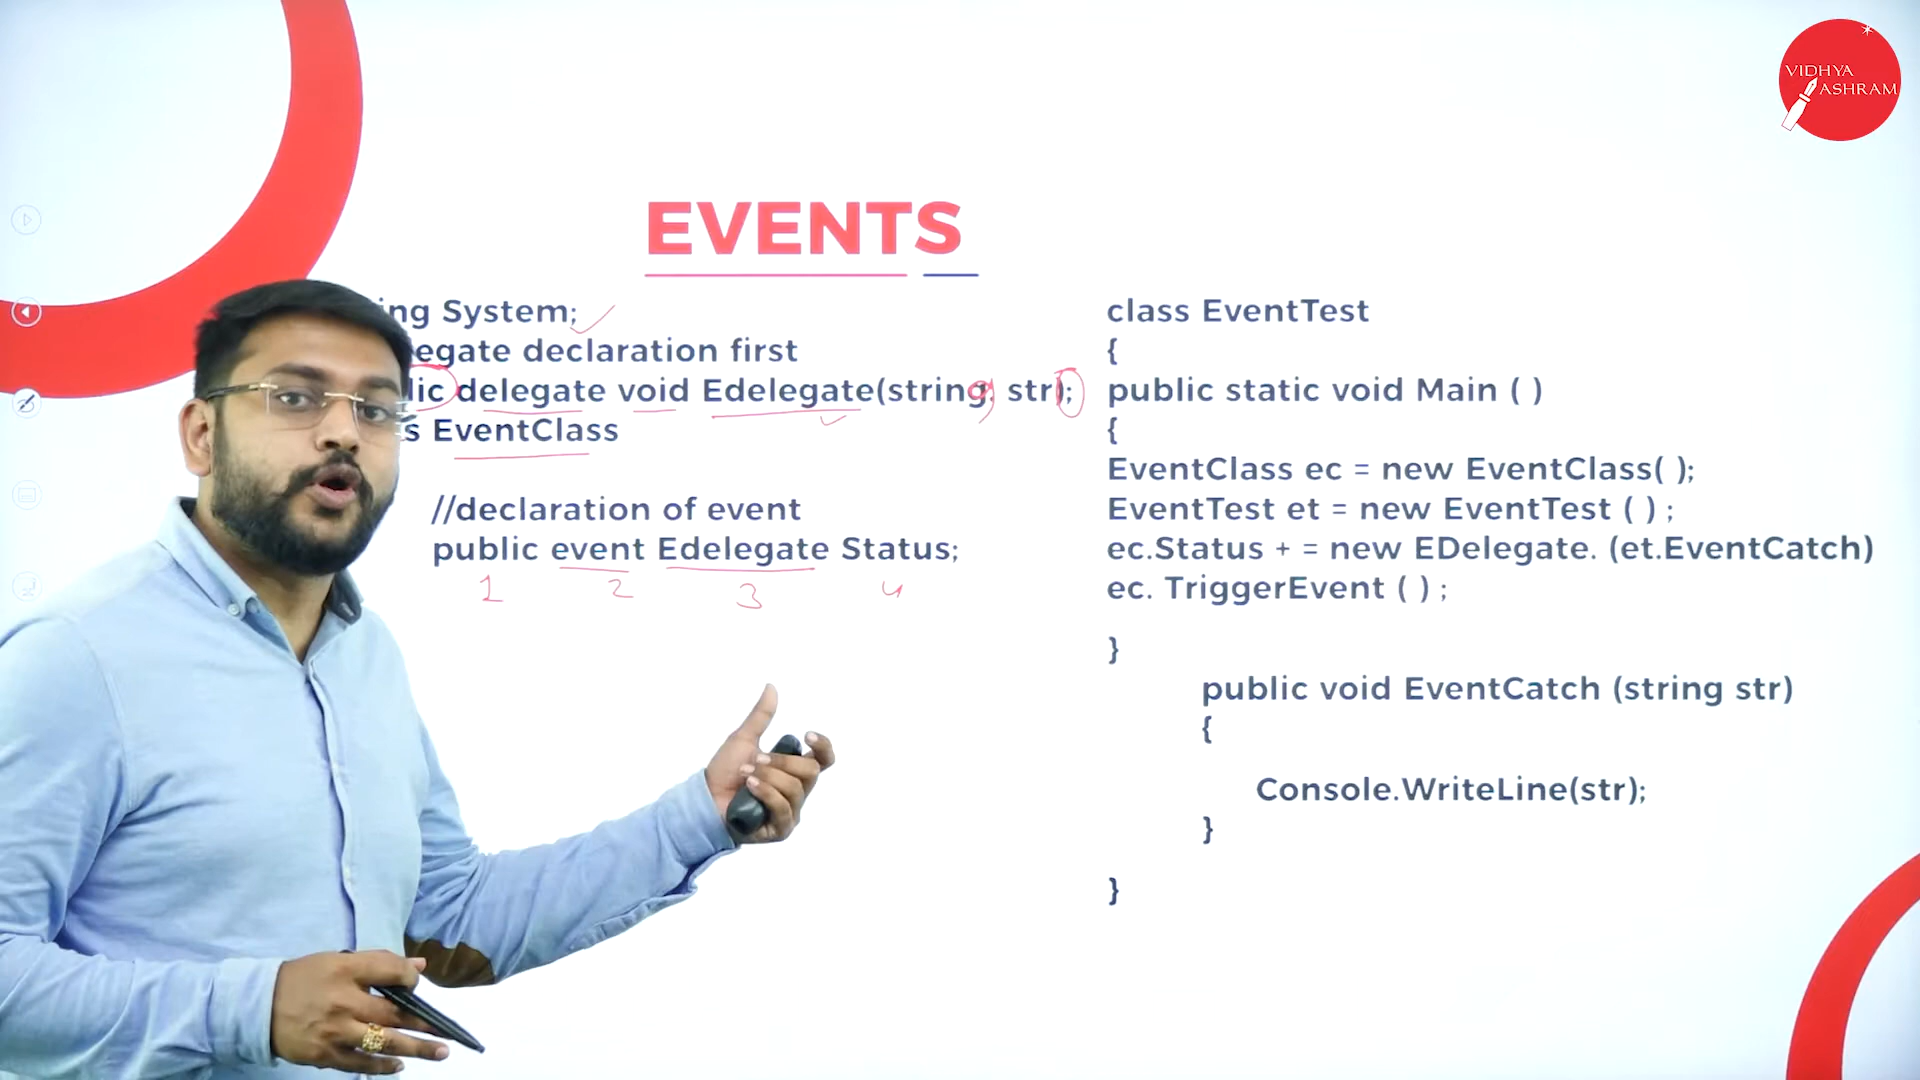 VIDHYA
ASHRAM
EVENTS
ing System;
legate declaration first
lic delegate void Edelegate(string str);
s EventClass
//declaration of event
public event Edelegate Status;
1 2 3 4
class EventTest
{
public static void Main ( )
{
EventClass ec = new EventClass( );
EventTest et = new EventTest ( ) ;
ec.Status + = new EDelegate. (et.EventCatch)
ec. TriggerEvent ( ) ;
}
public void EventCatch (string str)
{
Console.WriteLine(str);
}
}